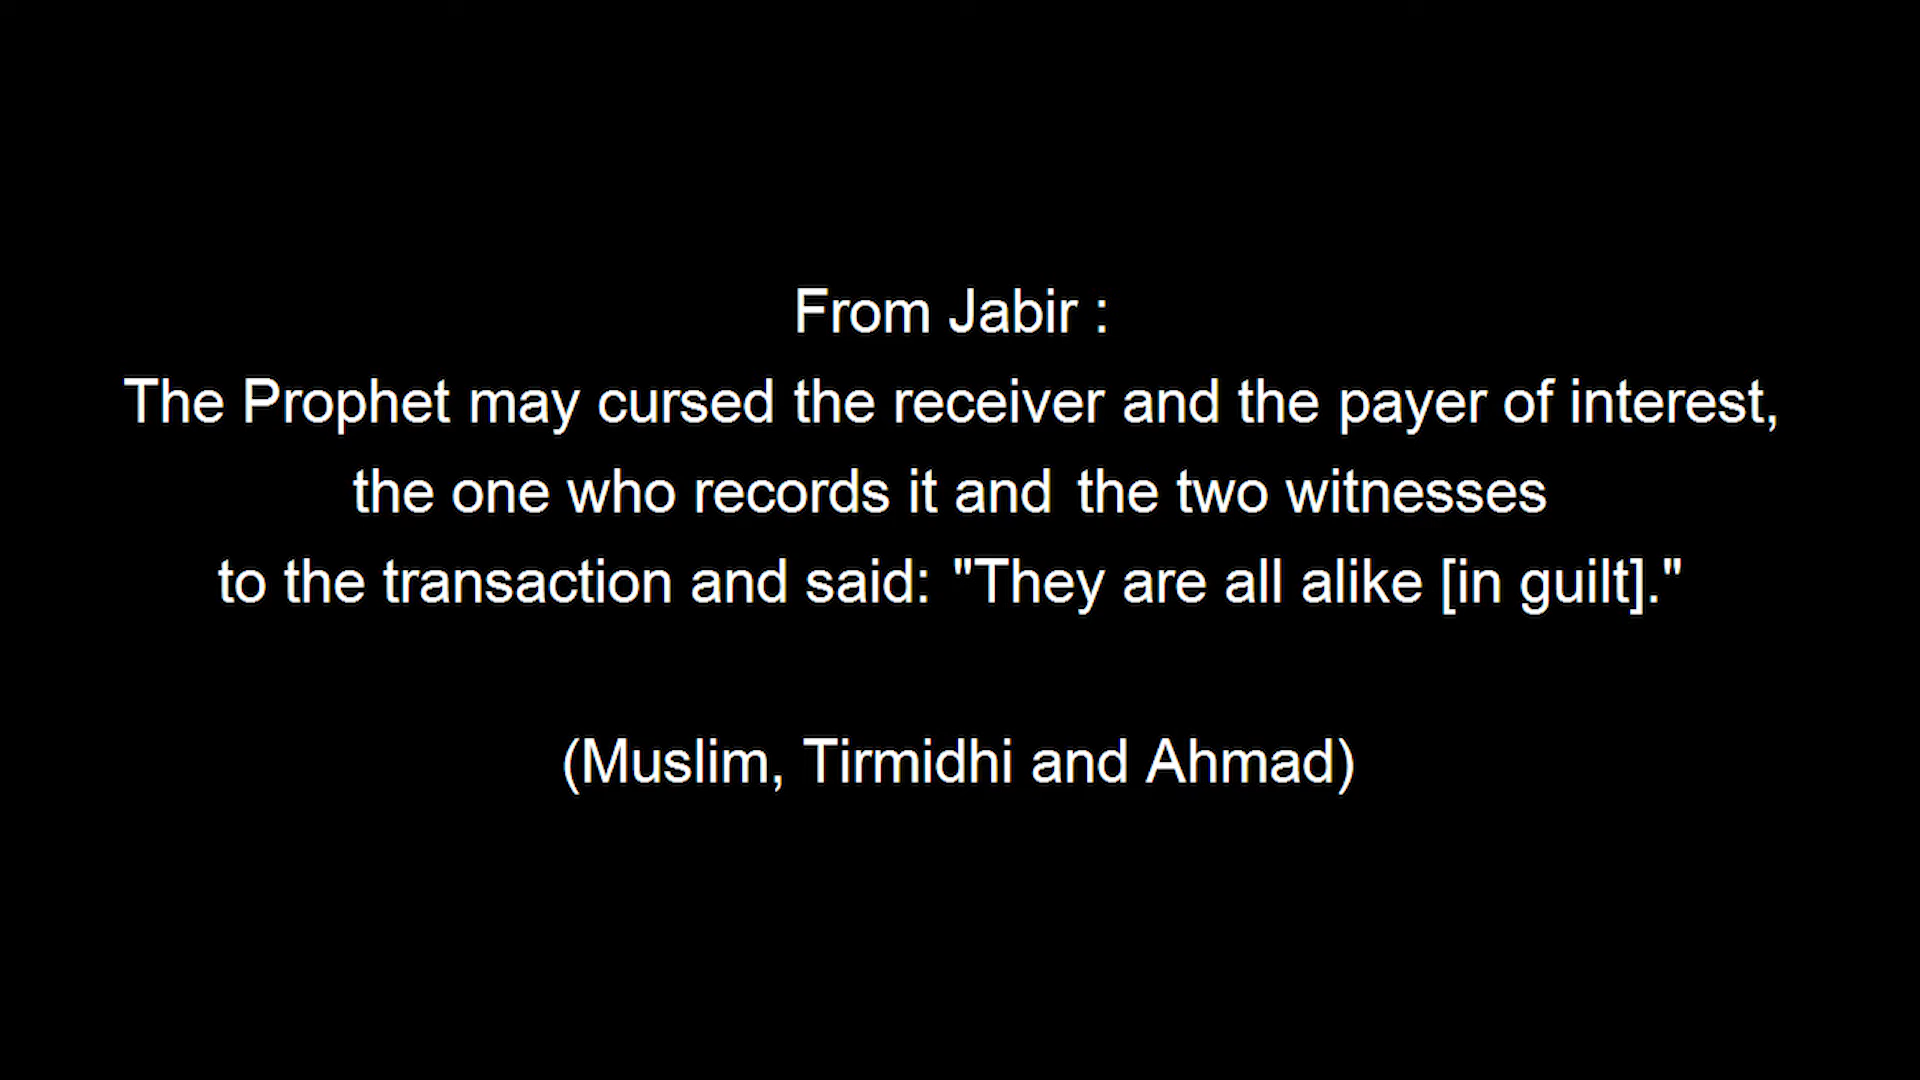 From Jabir :
The Prophet may cursed the receiver and the payer of interest,
the one who records it and the two witnesses
to the transaction and said: "They are all alike [in guilt]."
(Muslim, Tirmidhi and Ahmad)